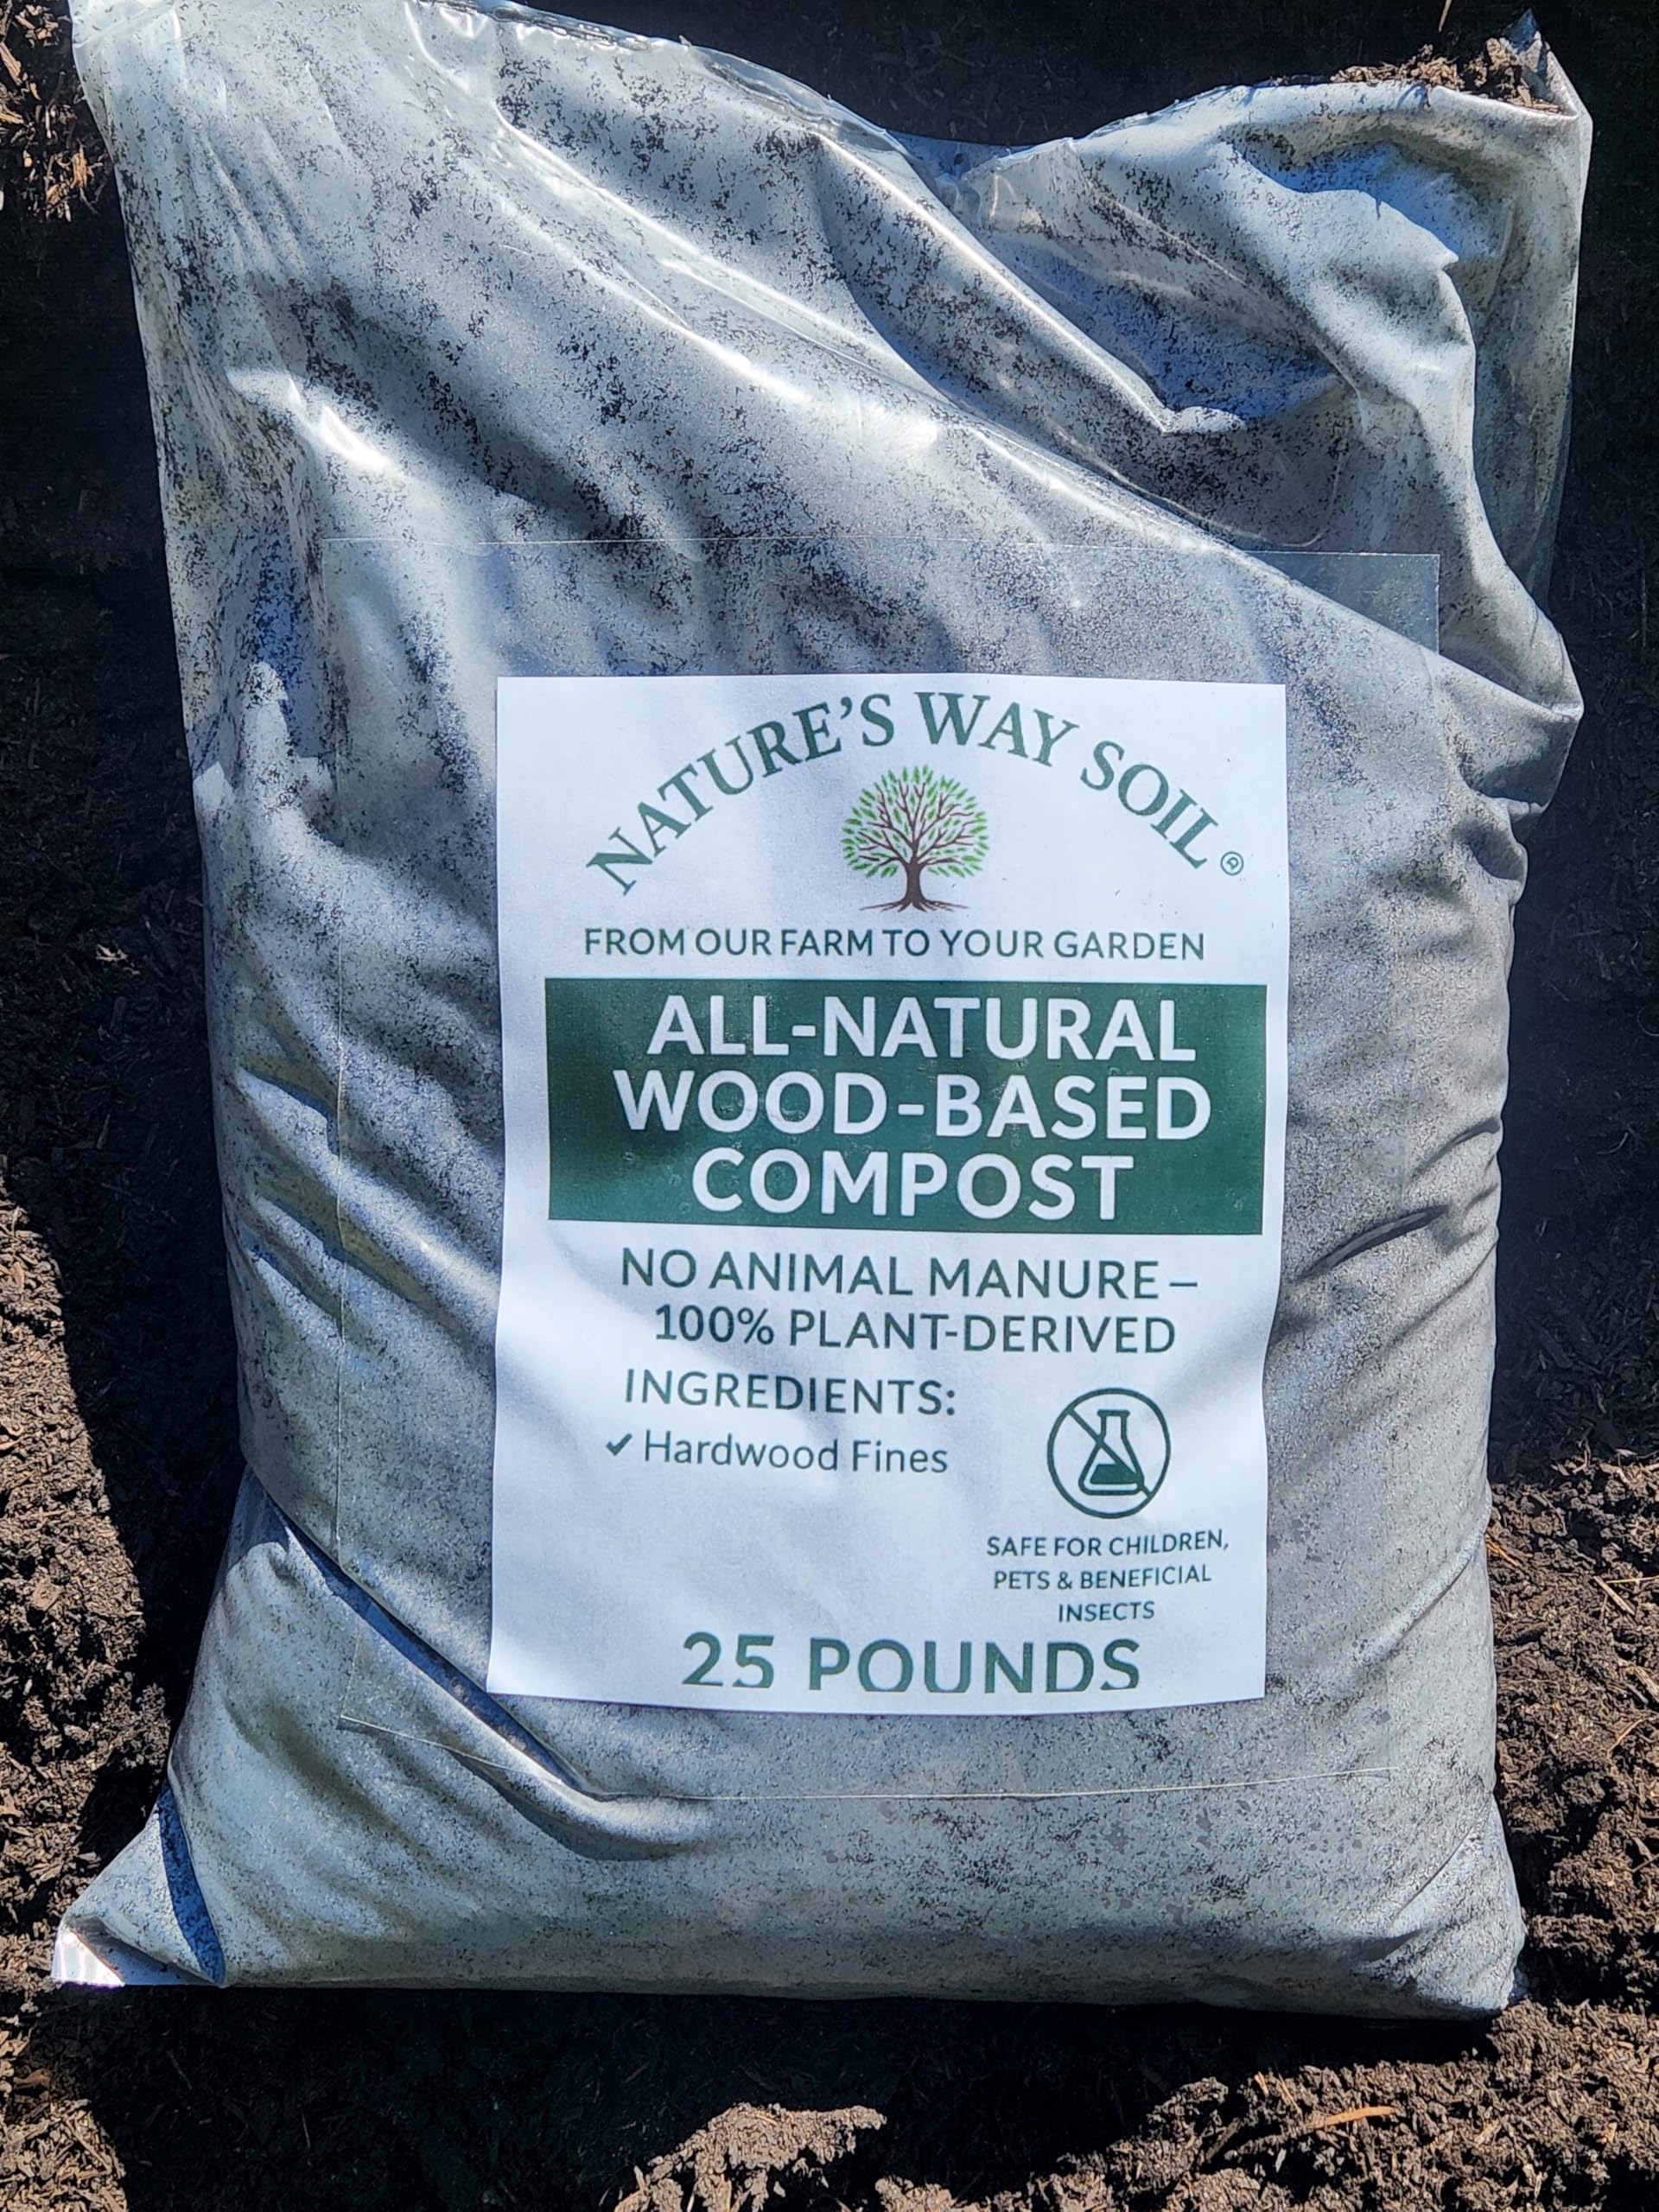 NATURE'S WAY SOIL®
FROM OUR FARM TO YOUR GARDEN
ALL-NATURAL
WOOD-BASED
COMPOST
NO ANIMAL MANURE –
100% PLANT-DERIVED
INGREDIENTS:
✔ Hardwood Fines
SAFE FOR CHILDREN,
PETS & BENEFICIAL
INSECTS
25 POUNDS